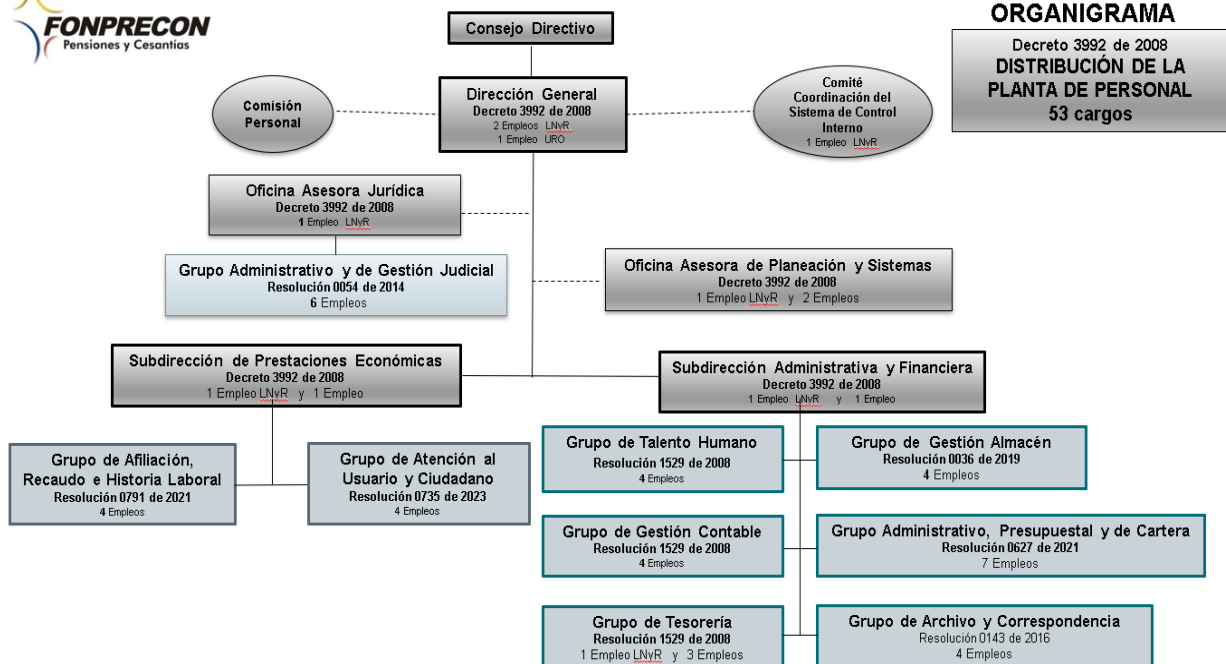 FONPRECON
Pensiones y Cesantías
ORGANIGRAMA
Decreto 3992 de 2008
DISTRIBUCIÓN DE LA
PLANTA DE PERSONAL
53 cargos
Consejo Directivo
Comisión
Personal
Dirección General
Decreto 3992 de 2008
2 Empleos LNyR
1 Empleo URO
Comité
Coordinación del
Sistema de Control
Interno
1 Empleo LNyR
Oficina Asesora Jurídica
Decreto 3992 de 2008
1 Empleo LNyR
Grupo Administrativo y de Gestión Judicial
Resolución 0054 de 2014
6 Empleos
Oficina Asesora de Planeación y Sistemas
Decreto 3992 de 2008
1 Empleo LNyR y 2 Empleos
Subdirección de Prestaciones Económicas
Decreto 3992 de 2008
1 Empleo LNyR y 1 Empleo
Subdirección Administrativa y Financiera
Decreto 3992 de 2008
1 Empleo LNyR y 1 Empleo
Grupo de Afiliación,
Recaudo e Historia Laboral
Resolución 0791 de 2021
4 Empleos
Grupo de Atención al
Usuario y Ciudadano
Resolución 0735 de 2023
4 Empleos
Grupo de Talento Humano
Resolución 1529 de 2008
4 Empleos
Grupo de Gestión Almacén
Resolución 0036 de 2019
4 Empleos
Grupo de Gestión Contable
Resolución 1529 de 2008
4 Empleos
Grupo Administrativo, Presupuestal y de Cartera
Resolución 0627 de 2021
7 Empleos
Grupo de Tesorería
Resolución 1529 de 2008
1 Empleo LNyR y 3 Empleos
Grupo de Archivo y Correspondencia
Resolución 0143 de 2016
4 Empleos